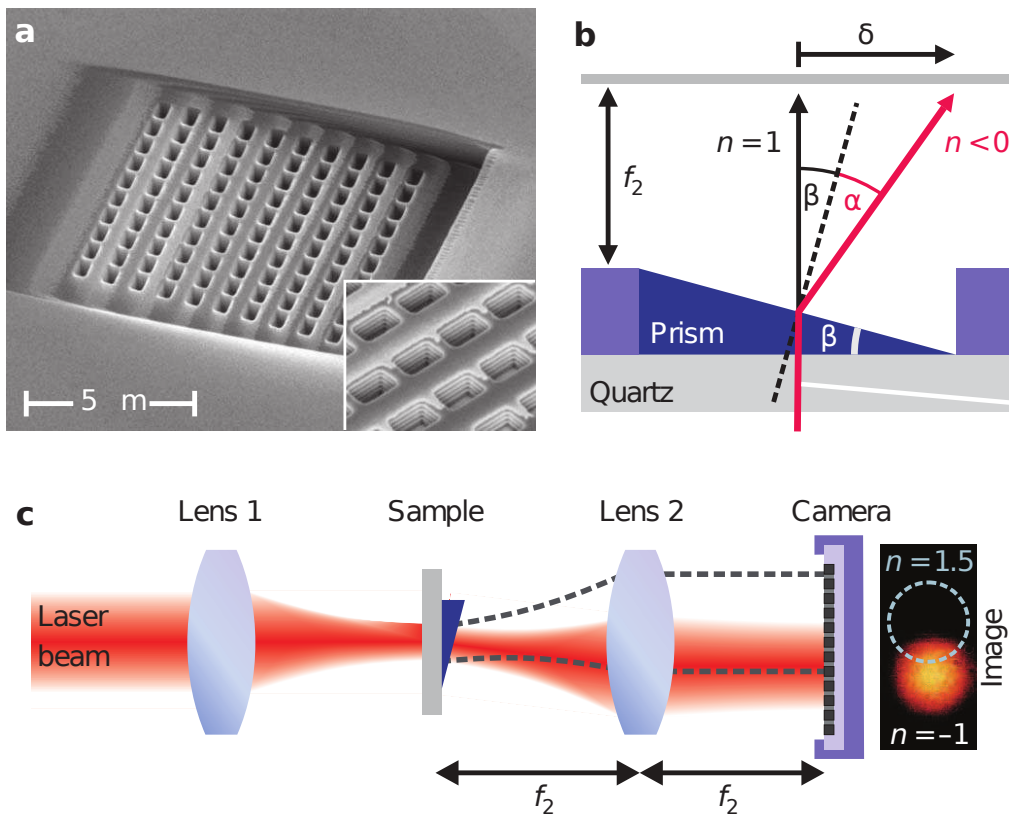 a
5 m
b
δ
n = 1
n < 0
f₂
β
α
Prism
β
Quartz
c
Lens 1
Sample
Lens 2
Camera
Laser
beam
n = 1.5
Image
n = –1
f₂
f₂